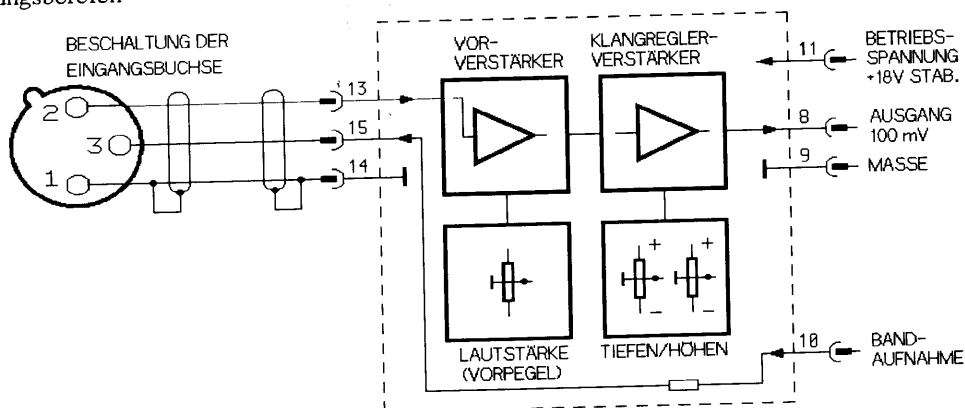 ngsbereich
BESCHALTUNG DER
EINGANGSBUCHSE
2
3
1
13
15
14
VOR-
VERSTÄRKER
KLANGREGLER-
VERSTÄRKER
LAUTSTÄRKE
(VORPEGEL)
+ +
− −
TIEFEN/HÖHEN
11
BETRIEBS-
SPANNUNG
+18V STAB.
8
AUSGANG
100 mV
9
MASSE
10
BAND-
AUFNAHME